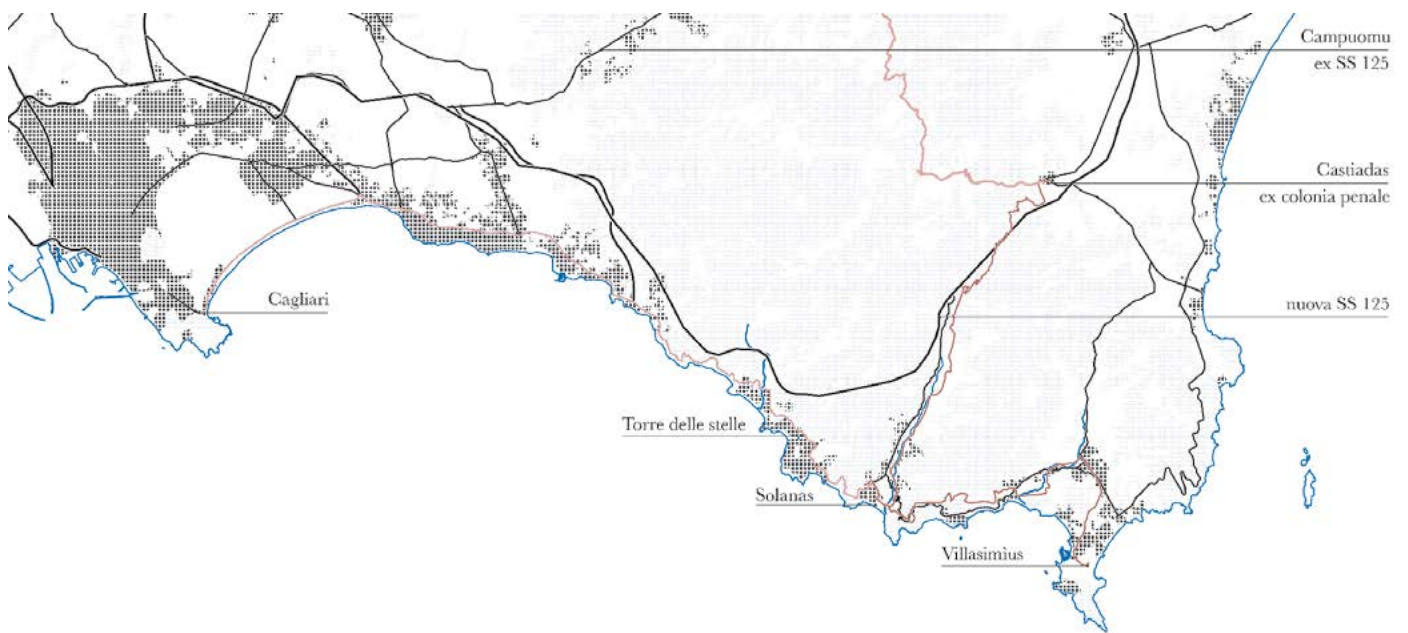 Campuomu
ex SS 125
Castiadas
ex colonia penale
Cagliari
nuova SS 125
Torre delle stelle
Solanas
Villasimius